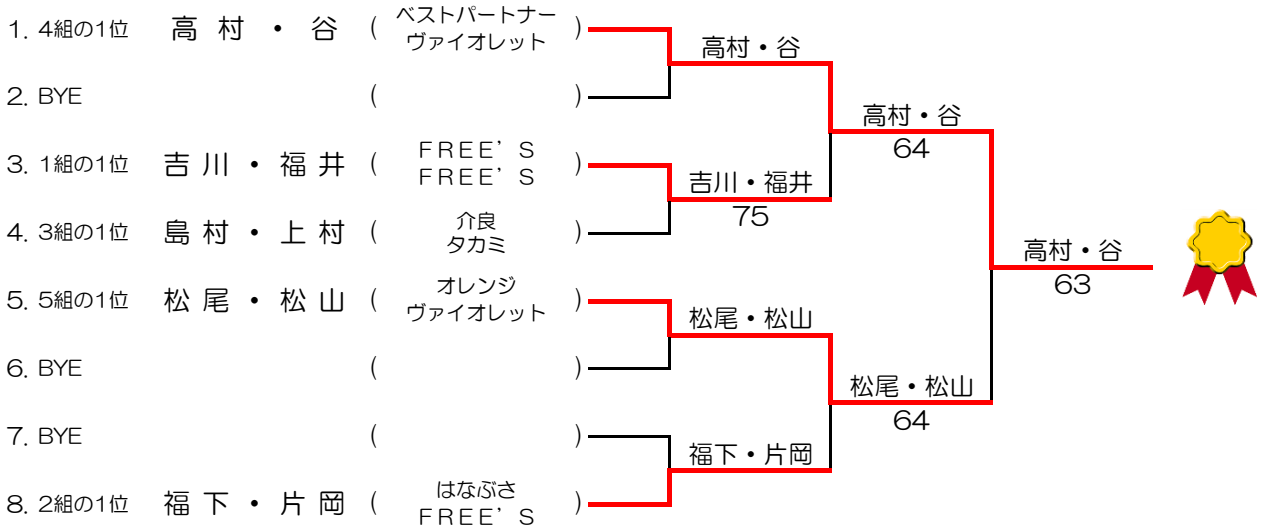 1. 4組の1位 高村・谷 ( ベストパートナー
ヴァイオレット )
2. BYE ( )
3. 1組の1位 吉川・福井 ( ＦＲＥＥ’Ｓ
ＦＲＥＥ’Ｓ )
4. 3組の1位 島村・上村 ( 介良
タカミ )
5. 5組の1位 松尾・松山 ( オレンジ
ヴァイオレット )
6. BYE ( )
7. BYE ( )
8. 2組の1位 福下・片岡 ( はなぶさ
ＦＲＥＥ’Ｓ )
高村・谷
吉川・福井
75
松尾・松山
福下・片岡
高村・谷
64
松尾・松山
64
高村・谷
63